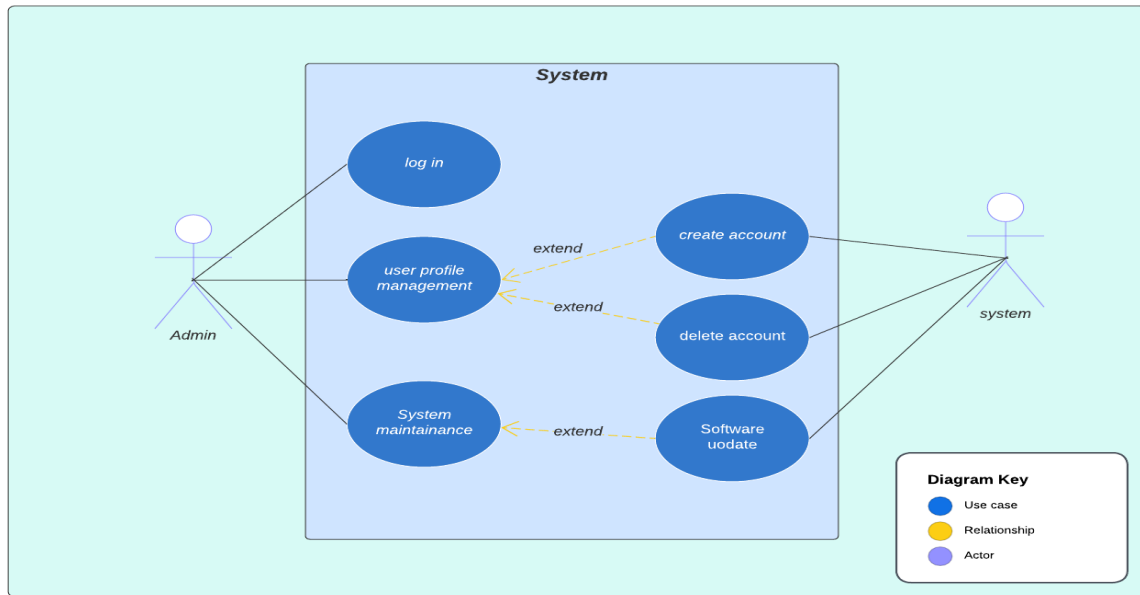 System
log in
create account
extend
user profile
management
extend
delete account
Admin
system
System
maintainance
extend
Software
uodate
Diagram Key
Use case
Relationship
Actor